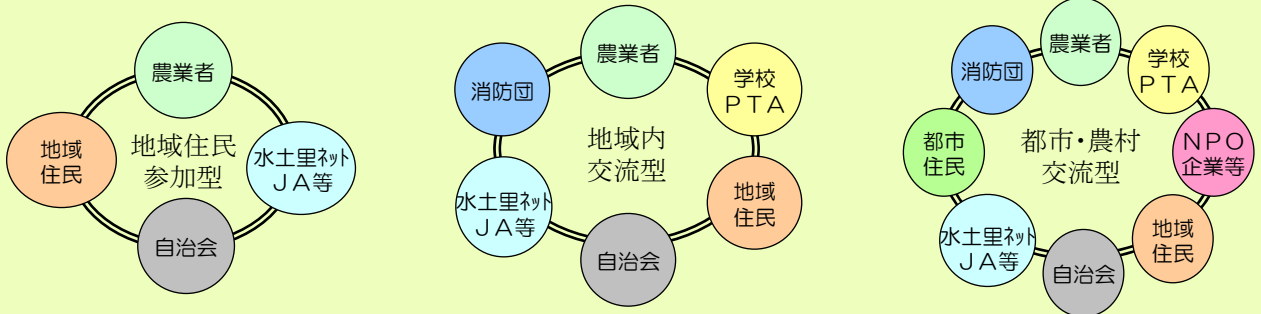 農業者
地域
住民
地域住民
参加型
水土里ネット
ＪＡ等
自治会
農業者
消防団
学校
ＰＴＡ
地域内
交流型
水土里ネット
ＪＡ等
地域
住民
自治会
農業者
消防団
学校
ＰＴＡ
都市
住民
都市・農村
交流型
ＮＰＯ
企業等
水土里ネット
ＪＡ等
地域
住民
自治会